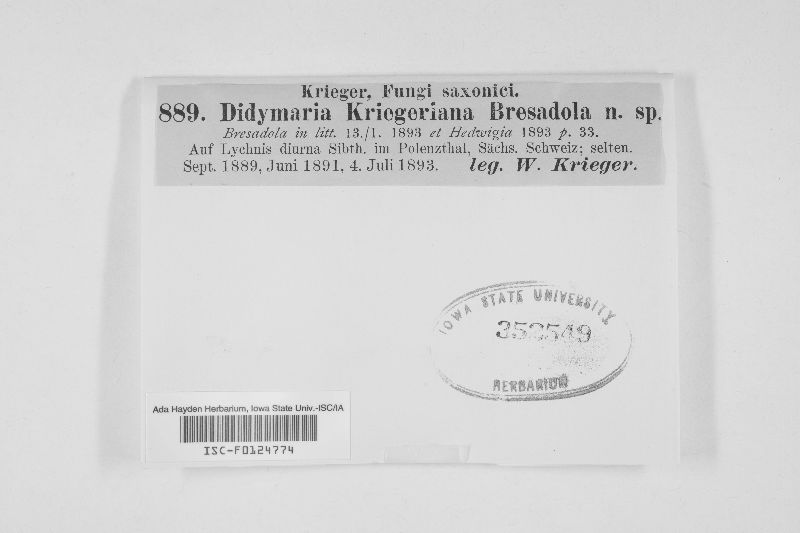 Krieger, Fungi saxonici.
889. Didymaria Kriegeriana Bresadola n. sp.
Bresadola in litt. 13./1. 1893 et Hedwigia 1893 p. 33.
Auf Lychnis diurna Sibth. im Polenzthal, Sächs. Schweiz; selten.
Sept. 1889, Juni 1891, 4. Juli 1893. leg. W. Krieger.
IOWA STATE UNIVERSITY
353549
HERBARIUM
Ada Hayden Herbarium, Iowa State Univ.-ISC/IA
ISC-F0124774